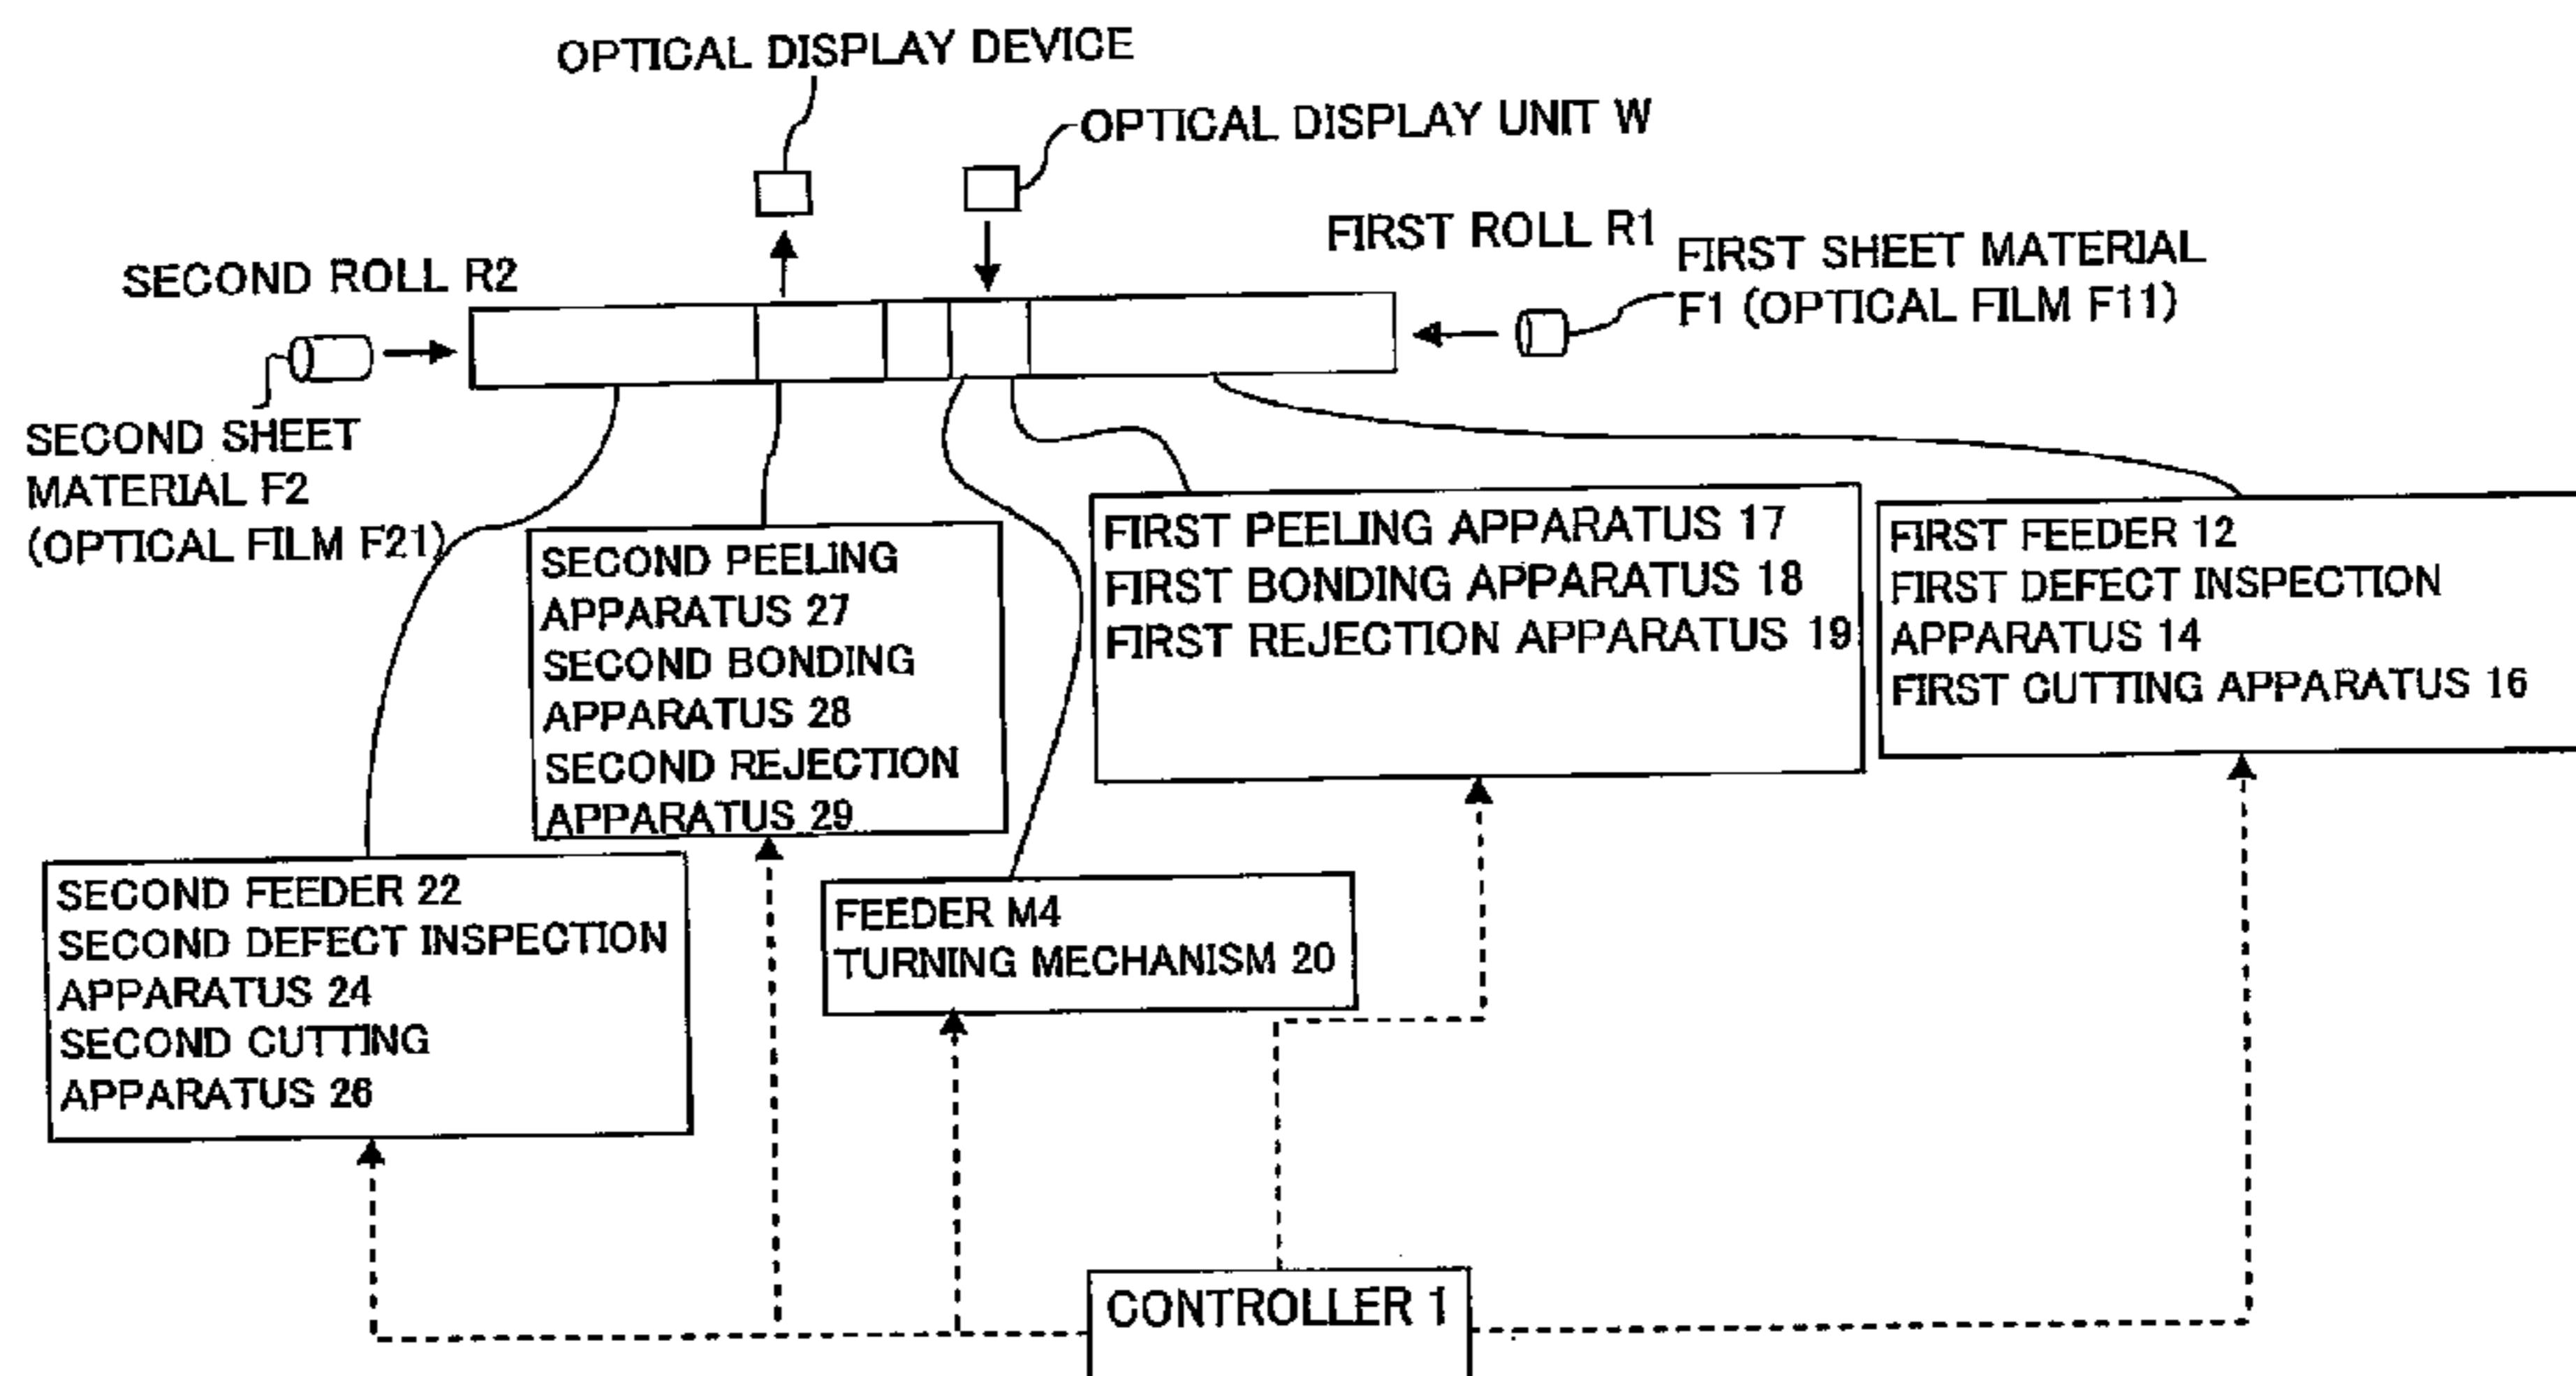 OPTICAL DISPLAY DEVICE
OPTICAL DISPLAY UNIT W
FIRST ROLL R1
FIRST SHEET MATERIAL
F1 (OPTICAL FILM F11)
SECOND ROLL R2
SECOND SHEET
MATERIAL F2
(OPTICAL FILM F21)
SECOND PEELING
APPARATUS 27
SECOND BONDING
APPARATUS 28
SECOND REJECTION
APPARATUS 29
FIRST PEELING APPARATUS 17
FIRST BONDING APPARATUS 18
FIRST REJECTION APPARATUS 19
FIRST FEEDER 12
FIRST DEFECT INSPECTION
APPARATUS 14
FIRST CUTTING APPARATUS 16
SECOND FEEDER 22
SECOND DEFECT INSPECTION
APPARATUS 24
SECOND CUTTING
APPARATUS 26
FEEDER M4
TURNING MECHANISM 20
CONTROLLER 1